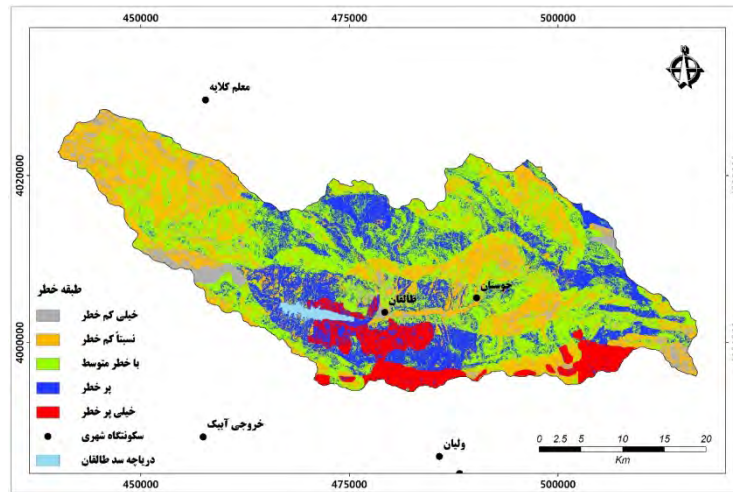 450000 475000 500000
معلم کلایه
4020000
جوستان
طالقان
4000000
طبقه خطر
خیلی کم خطر
نسبتاً کم خطر
با خطر متوسط
پر خطر
خیلی پر خطر
سکونتگاه شهری
دریاچه سد طالقان
خروجی آبیک
ولیان
0 2.5 5 10 15 20
Km
450000 475000 500000